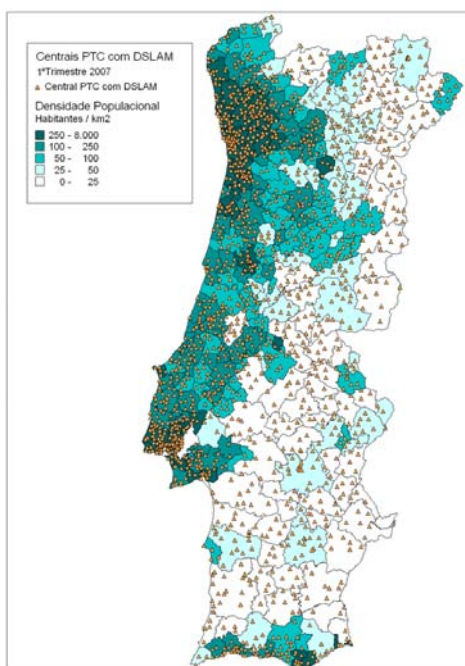 Centrais PTC com DSLAM
1ºTrimestre 2007
Central PTC com DSLAM
Densidade Populacional
Habitantes / km2
250 - 8.000
100 - 250
50 - 100
25 - 50
0 - 25